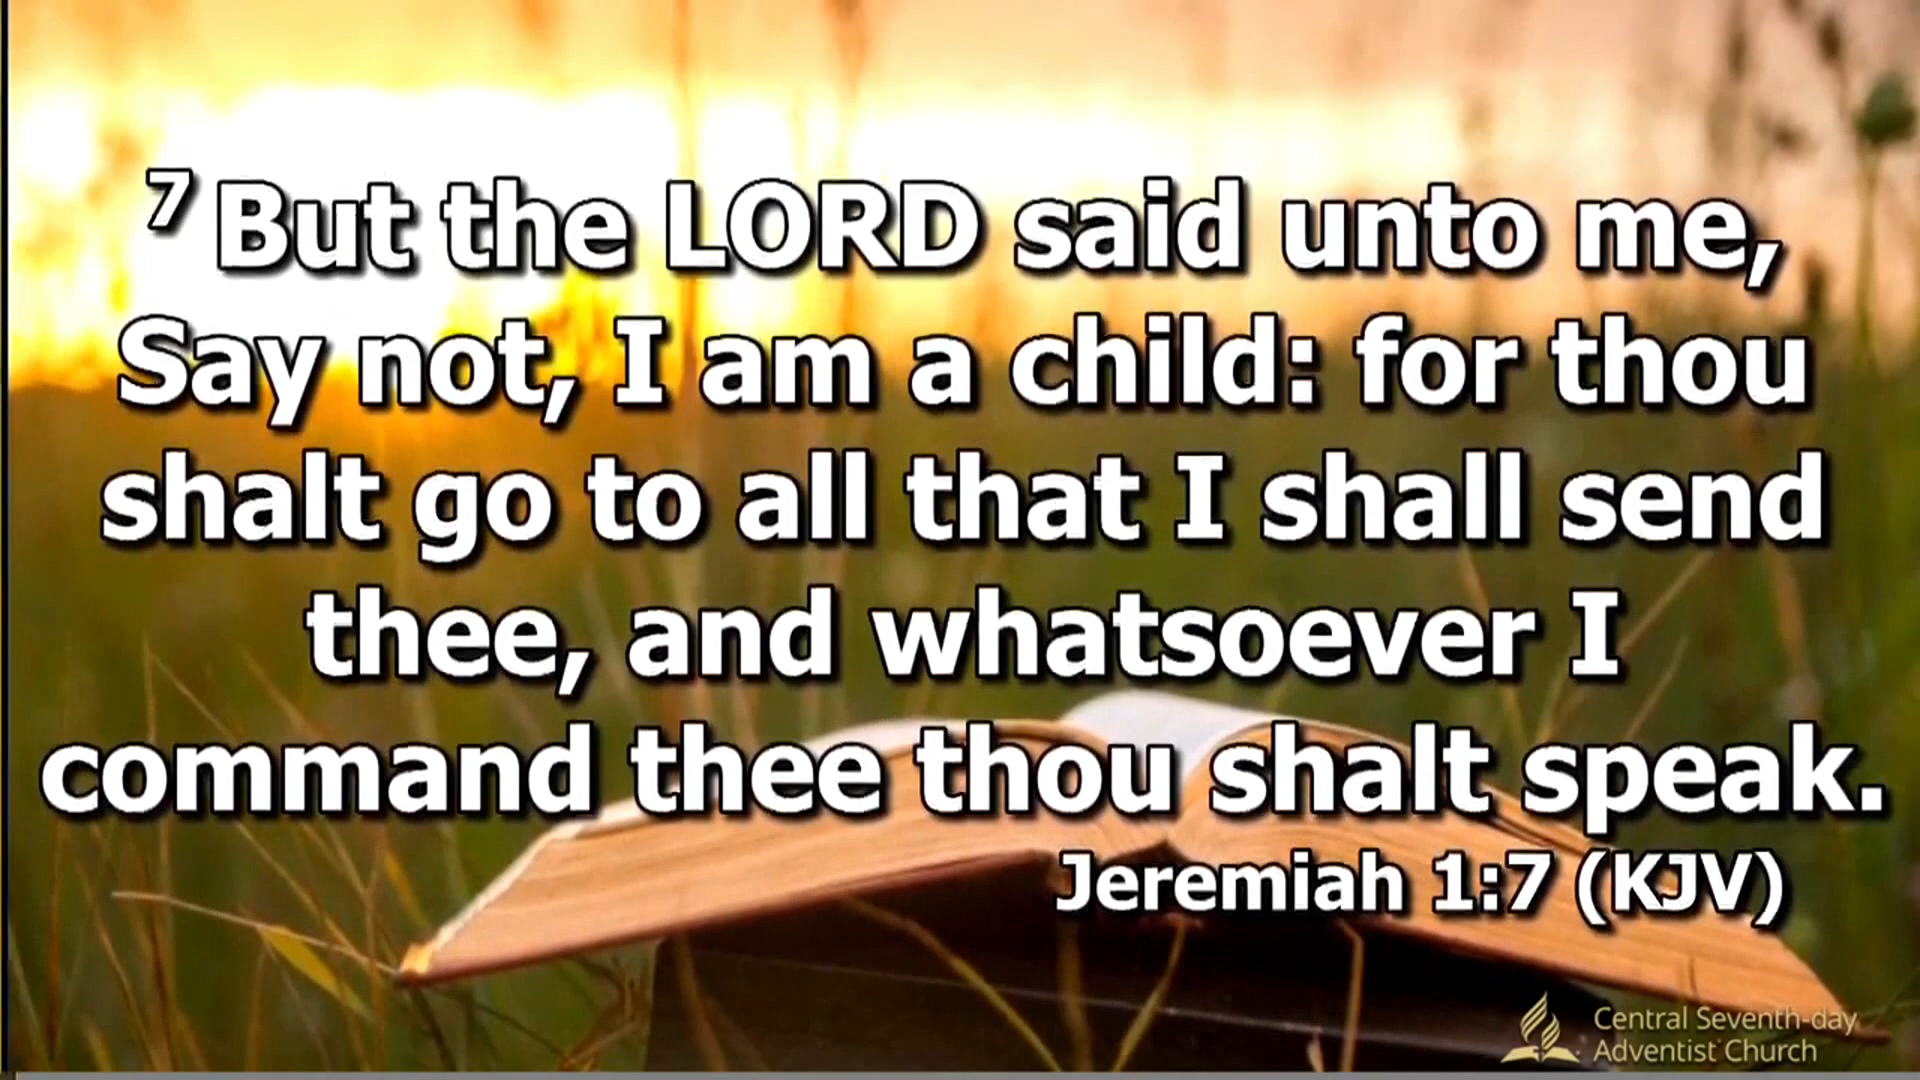 7 But the LORD said unto me,
Say not, I am a child: for thou
shalt go to all that I shall send
thee, and whatsoever I
command thee thou shalt speak.
Jeremiah 1:7 (KJV)
Central Seventh-day
Adventist Church